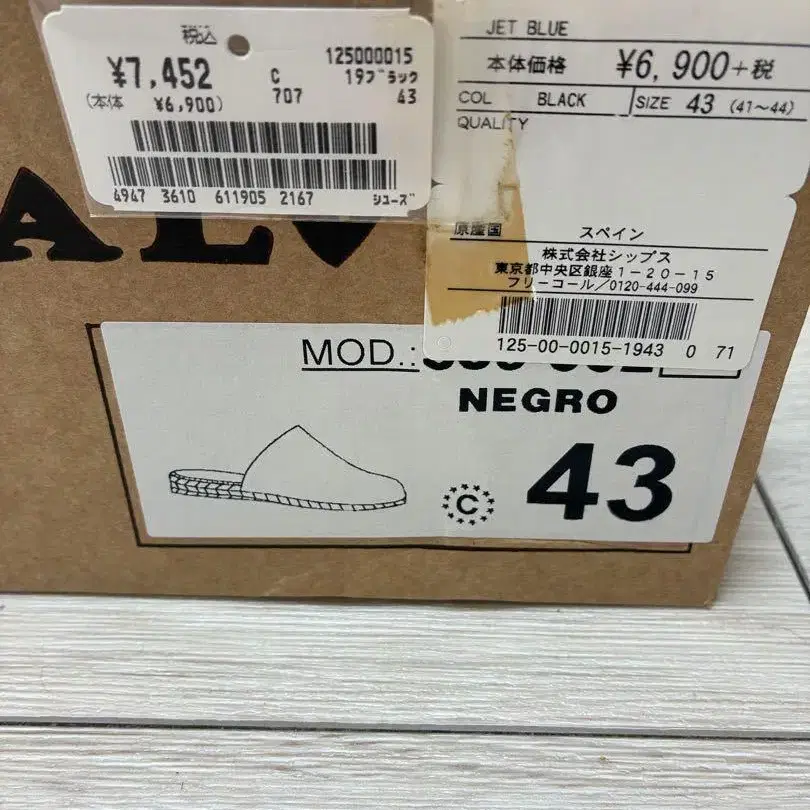 税込
¥7,452
(本体 ¥6,900)
125000015
C 19ブラック
707 43
4947 3610 611905 2167
シューズ
JET BLUE
本体価格 ¥6,900+税
COL BLACK SIZE 43 (41~44)
QUALITY
原産国 スペイン
株式会社シップス
東京都中央区銀座1-20-15
フリーコール/0120-444-099
125-00-0015-1943 0 71
MOD.:
NEGRO
C 43